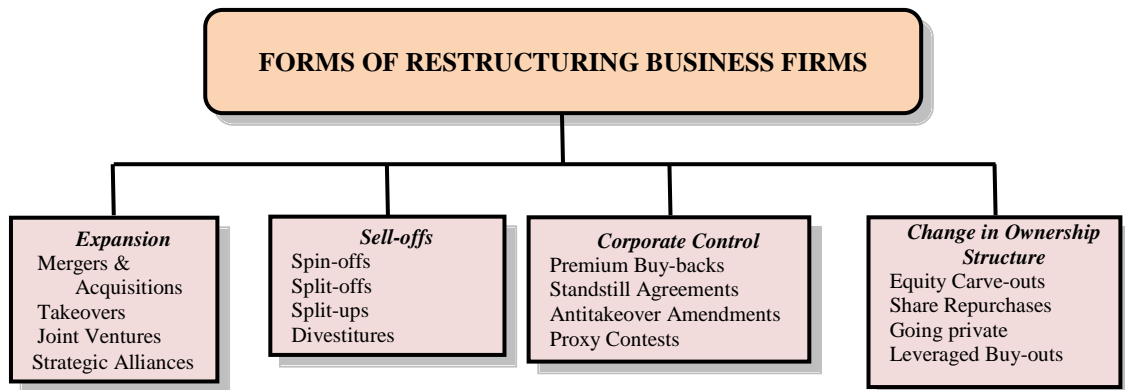 FORMS OF RESTRUCTURING BUSINESS FIRMS
Expansion
Mergers &
Acquisitions
Takeovers
Joint Ventures
Strategic Alliances
Sell-offs
Spin-offs
Split-offs
Split-ups
Divestitures
Corporate Control
Premium Buy-backs
Standstill Agreements
Antitakeover Amendments
Proxy Contests
Change in Ownership
Structure
Equity Carve-outs
Share Repurchases
Going private
Leveraged Buy-outs